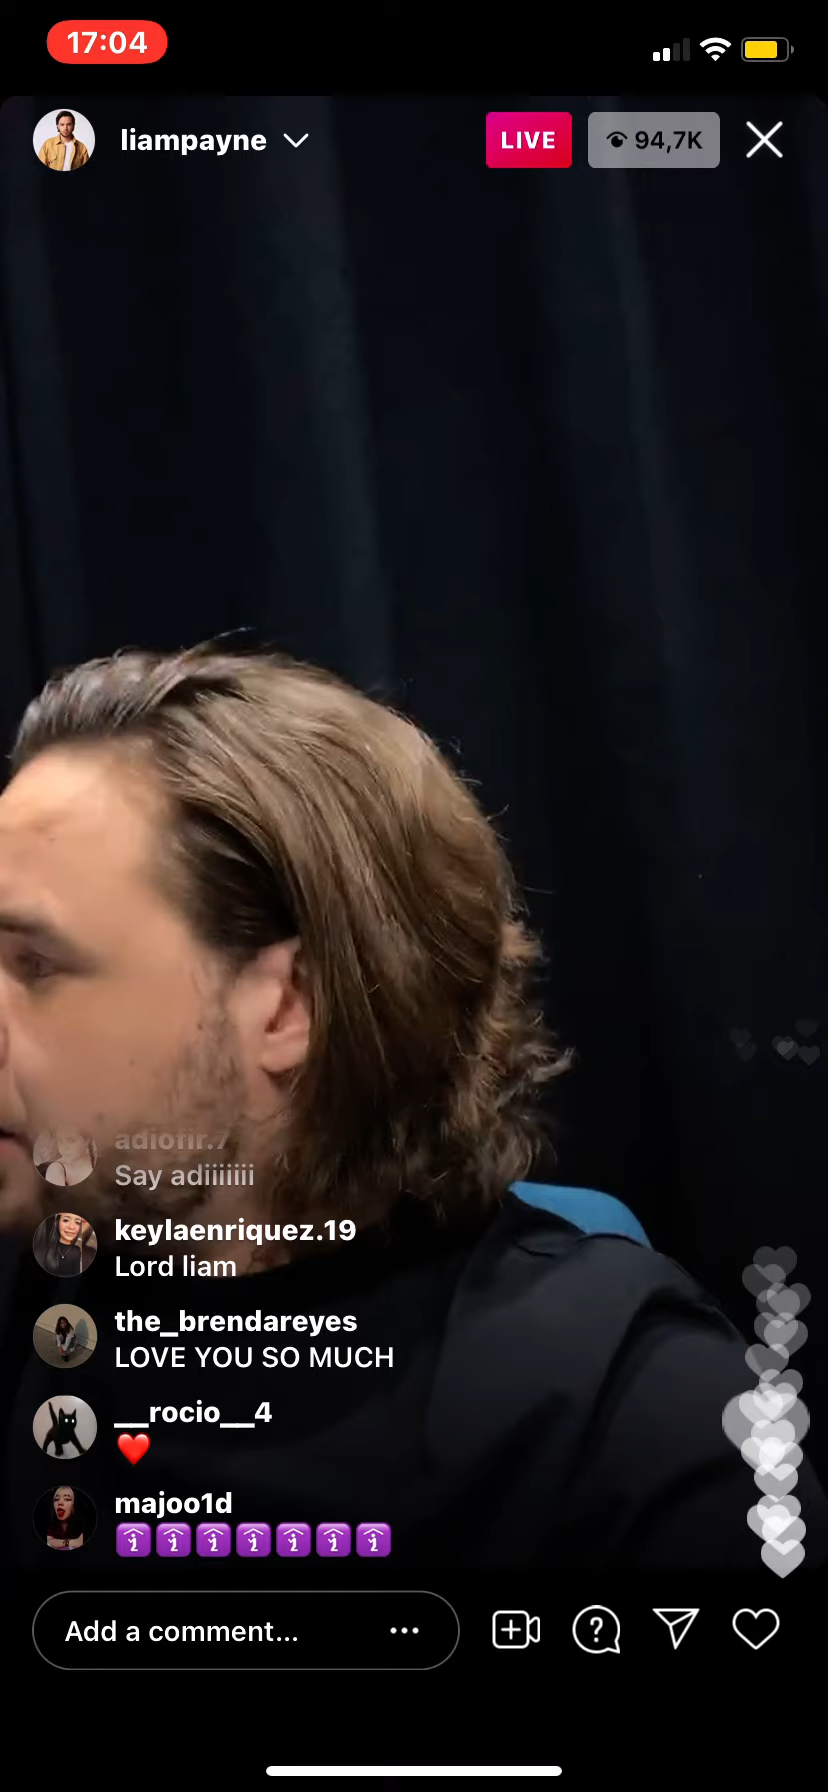 17:04
liampayne
LIVE
94,7K
adiofir.7
Say adiiiiiii
keylaenriquez.19
Lord liam
the_brendareyes
LOVE YOU SO MUCH
__rocio__4
❤️
majoo1d
🛐🛐🛐🛐🛐🛐🛐
Add a comment...